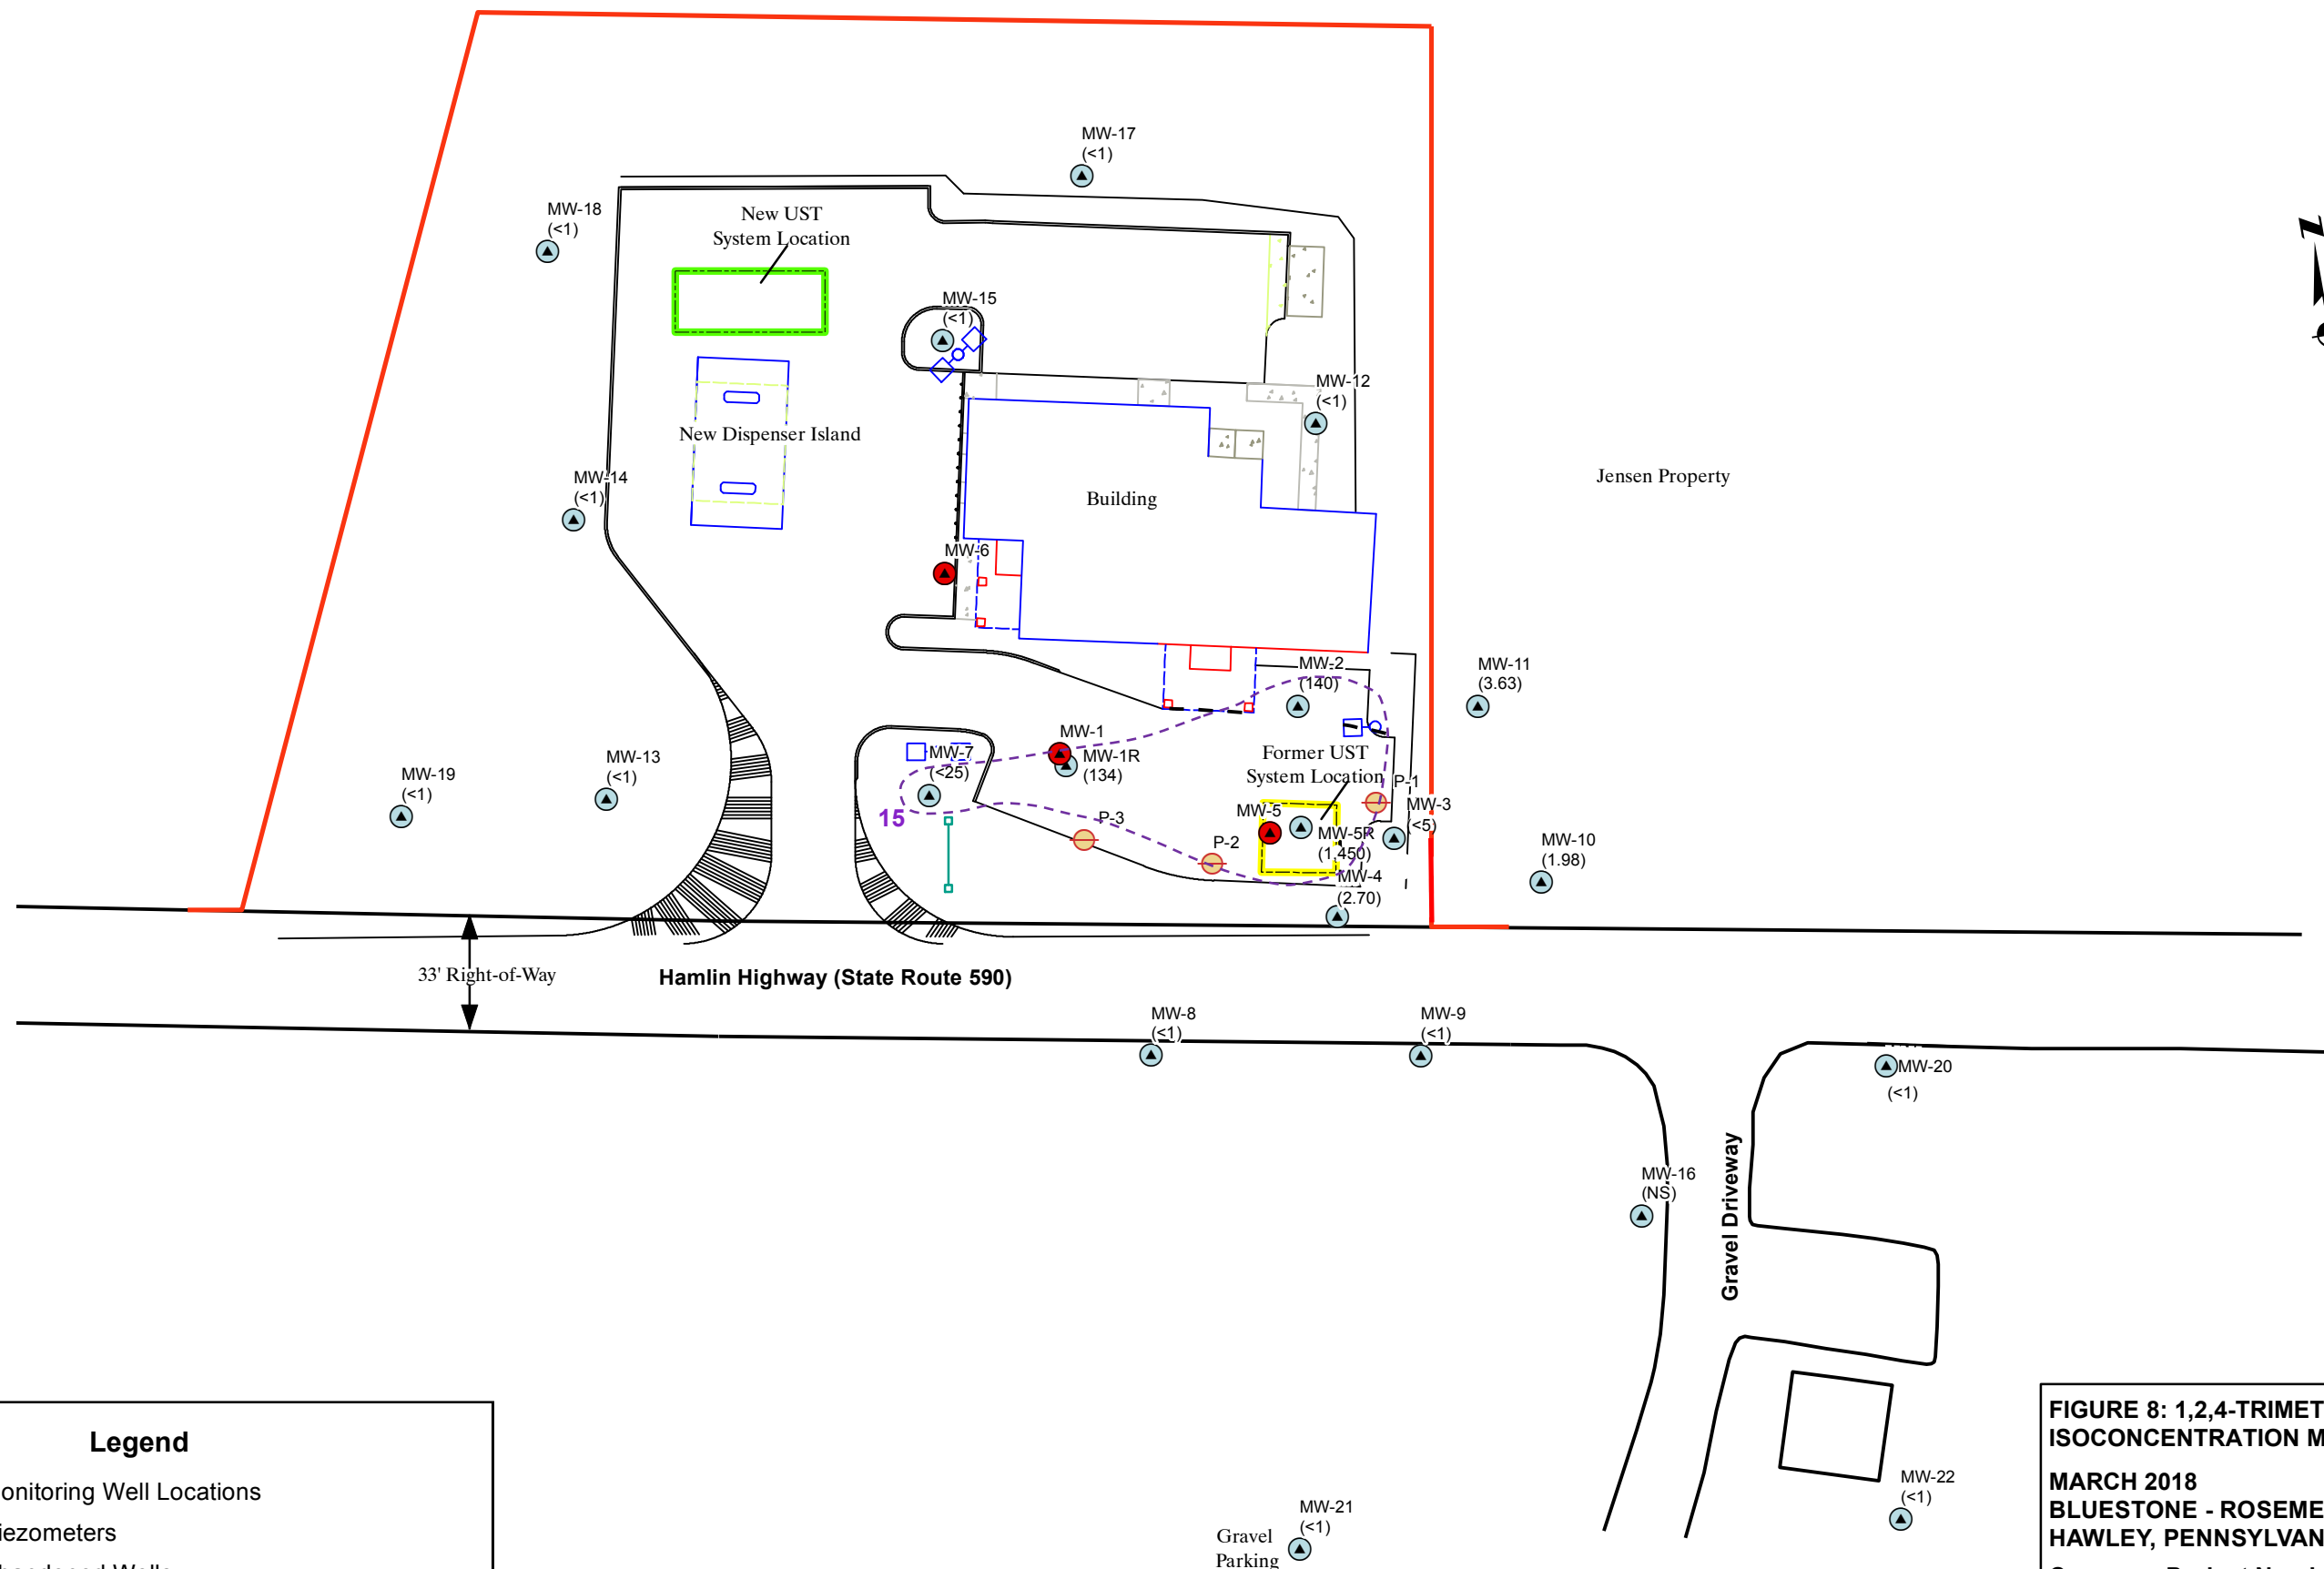 MW-17
(<1)
MW-18
(<1)
New UST
System Location
MW-15
(<1)
MW-12
(<1)
New Dispenser Island
Jensen Property
MW-14
(<1)
Building
MW-6
MW-2
(140)
MW-11
(3.63)
MW-1
MW-1R
(134)
MW-7
(<25)
Former UST
System Location
MW-13
(<1)
MW-19
(<1)
P-1
MW-3
(<5)
15
P-3
MW-5
MW-5R
(1,450)
P-2
MW-10
(1.98)
MW-4
(2.70)
33' Right-of-Way
Hamlin Highway (State Route 590)
MW-8
(<1)
MW-9
(<1)
MW-20
(<1)
MW-16
(NS)
Gravel Driveway
Legend
onitoring Well Locations
iezometers
MW-21
(<1)
Gravel
Parking
MW-22
(<1)
FIGURE 8: 1,2,4-TRIMET
ISOCONCENTRATION M
MARCH 2018
BLUESTONE - ROSEME
HAWLEY, PENNSYLVAN